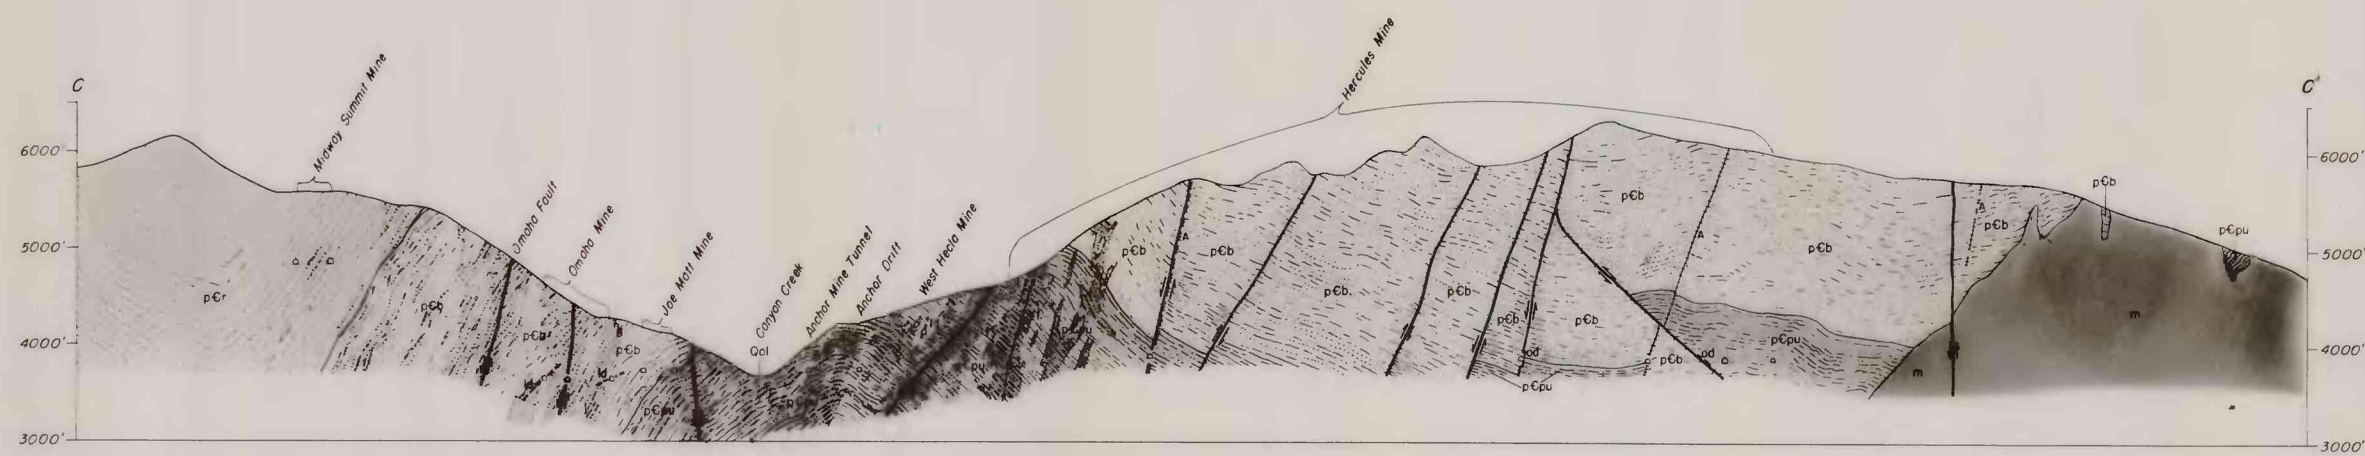 C
C'
6000'
5000'
4000'
3000'
Midway Summit Mine
Omaha Fault
Omaha Mine
Joe Matt Mine
Canyon Creek
Anchor Mine Tunnel
Anchor Drift
West Hecla Mine
Hercules Mine
p€r
p€b
p€b
p€b
p€pu
Qal
p€b
A
p€b
p€b
p€b
p€b
p€b
p€b
p€pu
p€b
A
p€b
od
p€b
od
p€pu
A
p€b
m
m
p€b
p€pu
6000'
5000'
4000'
3000'